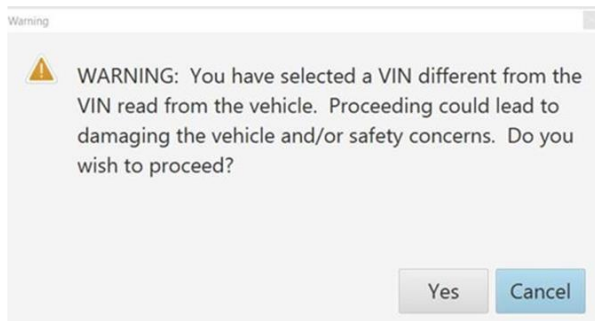 Warning
WARNING: You have selected a VIN different from the
VIN read from the vehicle. Proceeding could lead to
damaging the vehicle and/or safety concerns. Do you
wish to proceed?
Yes Cancel